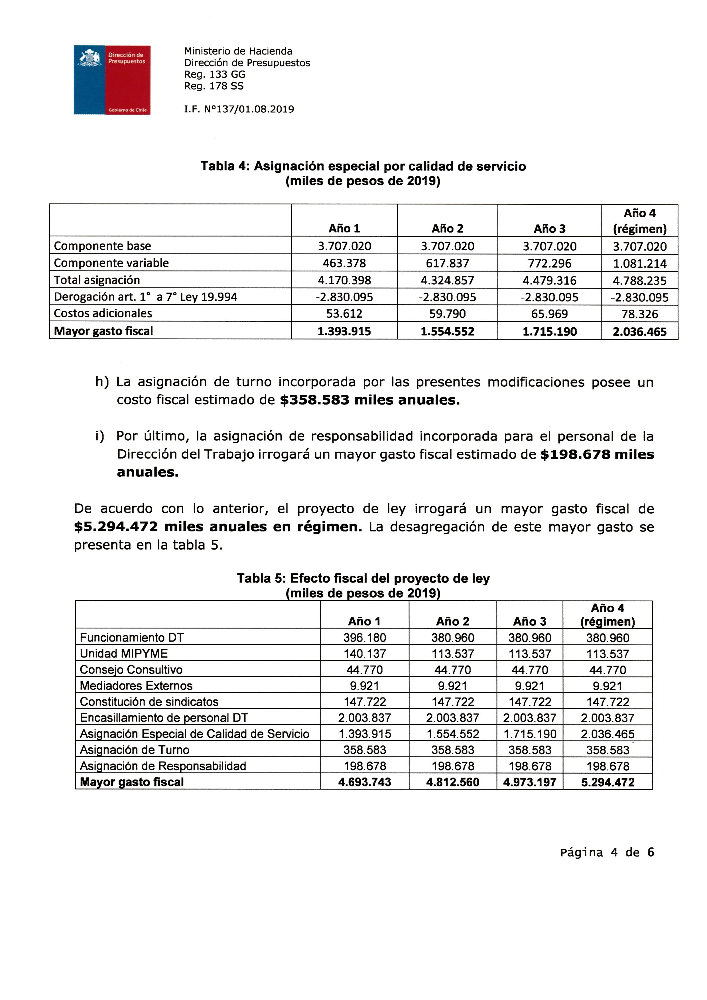 Dirección de
Presupuestos
Gobierno de Chile
Ministerio de Hacienda
Dirección de Presupuestos
Reg. 133 GG
Reg. 178 SS
I.F. N°137/01.08.2019
Tabla 4: Asignación especial por calidad de servicio
(miles de pesos de 2019)
Año 1 Año 2 Año 3 Año 4 (régimen)
Componente base 3.707.020 3.707.020 3.707.020 3.707.020
Componente variable 463.378 617.837 772.296 1.081.214
Total asignación 4.170.398 4.324.857 4.479.316 4.788.235
Derogación art. 1° a 7° Ley 19.994 -2.830.095 -2.830.095 -2.830.095 -2.830.095
Costos adicionales 53.612 59.790 65.969 78.326
Mayor gasto fiscal 1.393.915 1.554.552 1.715.190 2.036.465
h) La asignación de turno incorporada por las presentes modificaciones posee un
costo fiscal estimado de $358.583 miles anuales.
i) Por último, la asignación de responsabilidad incorporada para el personal de la
Dirección del Trabajo irrogará un mayor gasto fiscal estimado de $198.678 miles
anuales.
De acuerdo con lo anterior, el proyecto de ley irrogará un mayor gasto fiscal de
$5.294.472 miles anuales en régimen. La desagregación de este mayor gasto se
presenta en la tabla 5.
Tabla 5: Efecto fiscal del proyecto de ley
(miles de pesos de 2019)
Año 1 Año 2 Año 3 Año 4 (régimen)
Funcionamiento DT 396.180 380.960 380.960 380.960
Unidad MIPYME 140.137 113.537 113.537 113.537
Consejo Consultivo 44.770 44.770 44.770 44.770
Mediadores Externos 9.921 9.921 9.921 9.921
Constitución de sindicatos 147.722 147.722 147.722 147.722
Encasillamiento de personal DT 2.003.837 2.003.837 2.003.837 2.003.837
Asignación Especial de Calidad de Servicio 1.393.915 1.554.552 1.715.190 2.036.465
Asignación de Turno 358.583 358.583 358.583 358.583
Asignación de Responsabilidad 198.678 198.678 198.678 198.678
Mayor gasto fiscal 4.693.743 4.812.560 4.973.197 5.294.472
Página 4 de 6